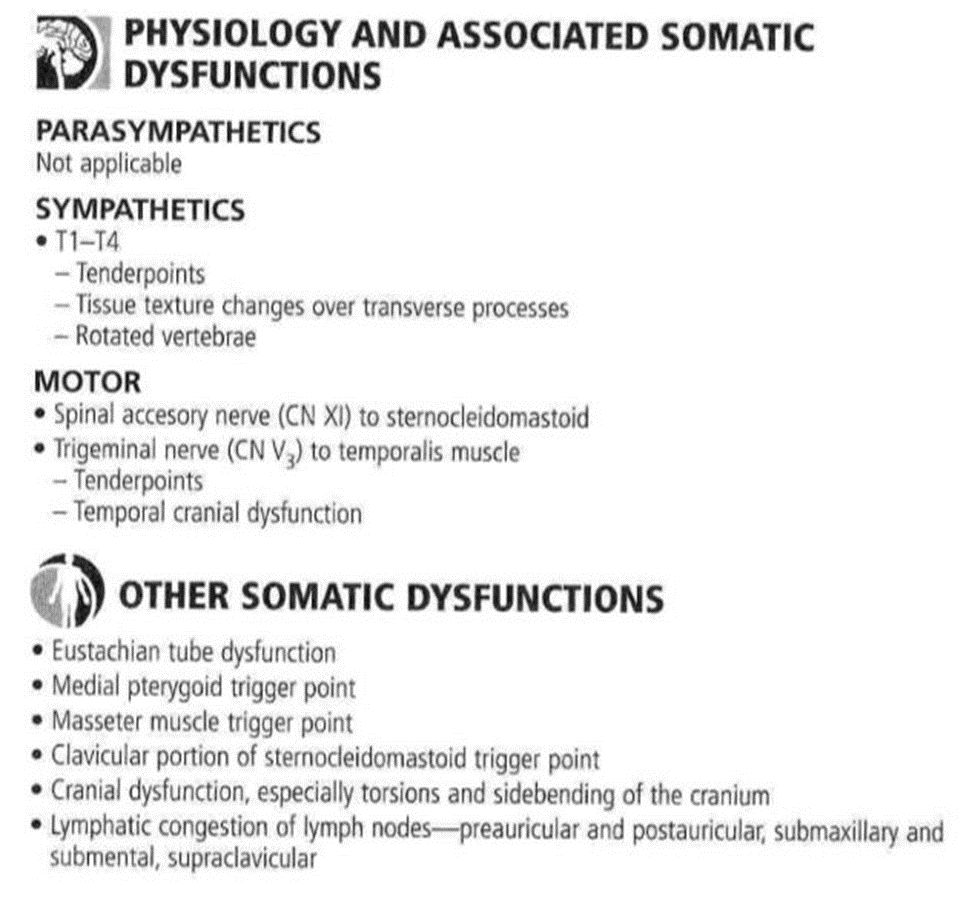 PHYSIOLOGY AND ASSOCIATED SOMATIC
DYSFUNCTIONS
PARASYMPATHETICS
Not applicable
SYMPATHETICS
• T1–T4
– Tenderpoints
– Tissue texture changes over transverse processes
– Rotated vertebrae
MOTOR
• Spinal accesory nerve (CN XI) to sternocleidomastoid
• Trigeminal nerve (CN V₃) to temporalis muscle
– Tenderpoints
– Temporal cranial dysfunction
OTHER SOMATIC DYSFUNCTIONS
• Eustachian tube dysfunction
• Medial pterygoid trigger point
• Masseter muscle trigger point
• Clavicular portion of sternocleidomastoid trigger point
• Cranial dysfunction, especially torsions and sidebending of the cranium
• Lymphatic congestion of lymph nodes—preauricular and postauricular, submaxillary and
submental, supraclavicular